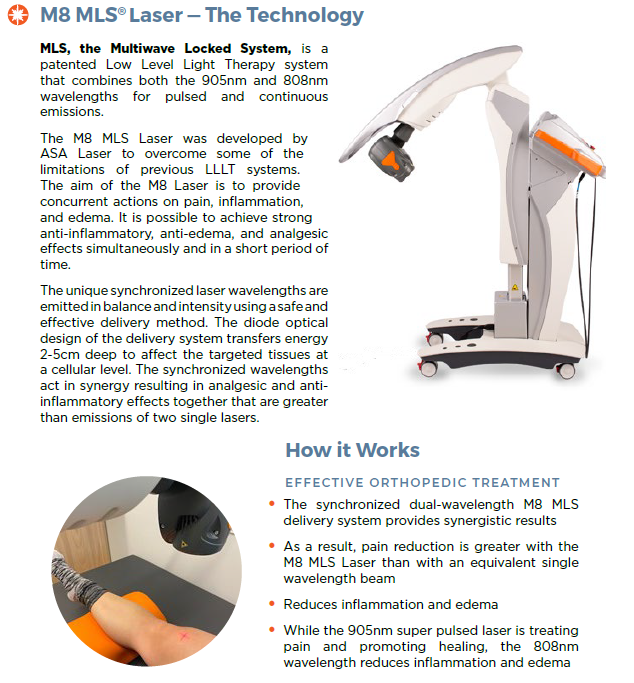 M8 MLS® Laser – The Technology
MLS, the Multiwave Locked System, is a
patented Low Level Light Therapy system
that combines both the 905nm and 808nm
wavelengths for pulsed and continuous
emissions.
The M8 MLS Laser was developed by
ASA Laser to overcome some of the
limitations of previous LLLT systems.
The aim of the M8 Laser is to provide
concurrent actions on pain, inflammation,
and edema. It is possible to achieve strong
anti-inflammatory, anti-edema, and analgesic
effects simultaneously and in a short period of
time.
The unique synchronized laser wavelengths are
emitted in balance and intensity using a safe and
effective delivery method. The diode optical
design of the delivery system transfers energy
2-5cm deep to affect the targeted tissues at
a cellular level. The synchronized wavelengths
act in synergy resulting in analgesic and anti-
inflammatory effects together that are greater
than emissions of two single lasers.
How it Works
EFFECTIVE ORTHOPEDIC TREATMENT
• The synchronized dual-wavelength M8 MLS
delivery system provides synergistic results
• As a result, pain reduction is greater with the
M8 MLS Laser than with an equivalent single
wavelength beam
• Reduces inflammation and edema
• While the 905nm super pulsed laser is treating
pain and promoting healing, the 808nm
wavelength reduces inflammation and edema